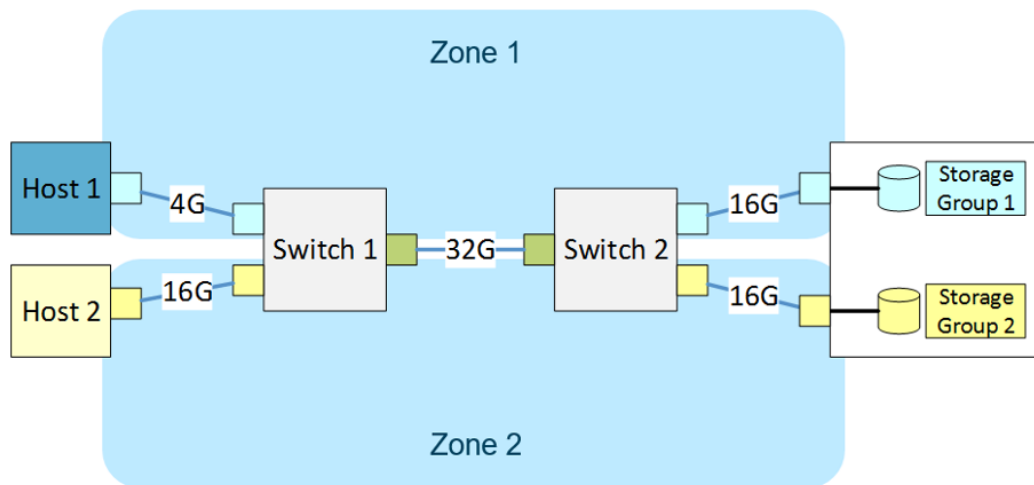 Zone 1
Host 1
4G
16G
Storage
Group 1
Switch 1
32G
Switch 2
Host 2
16G
16G
Storage
Group 2
Zone 2